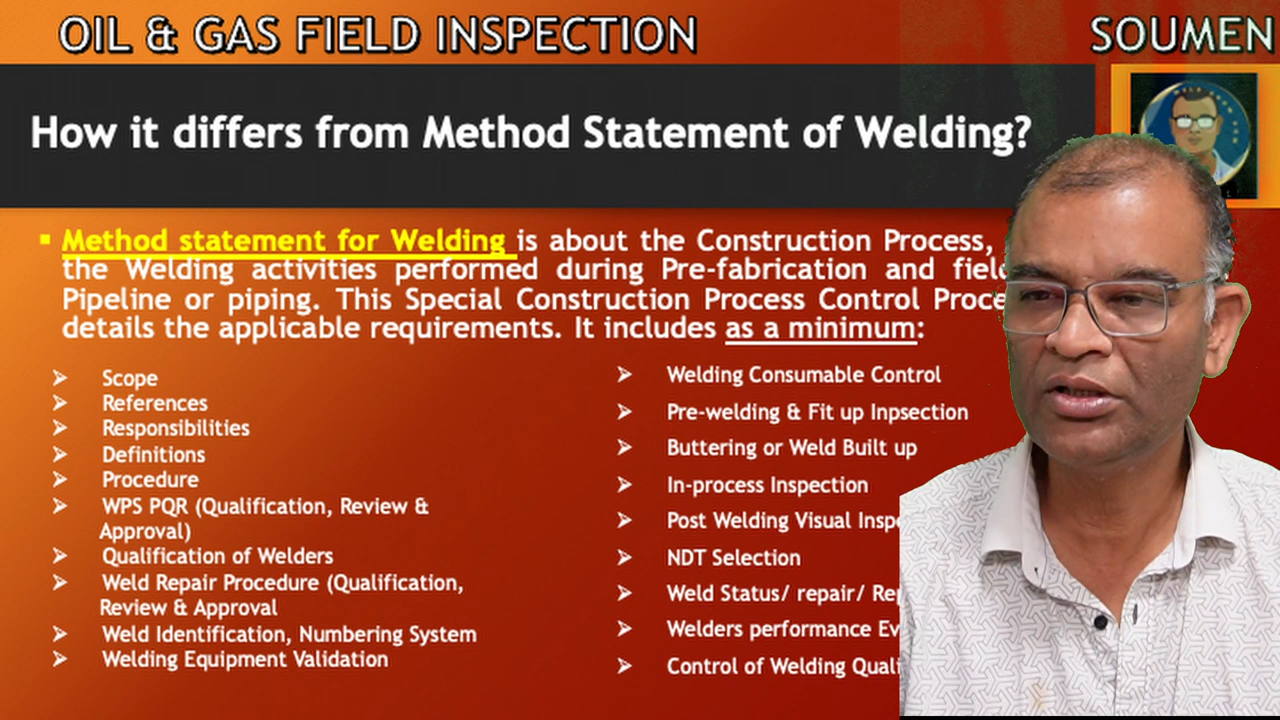 OIL & GAS FIELD INSPECTION
SOUMEN
How it differs from Method Statement of Welding?
▪ Method statement for Welding is about the Construction Process,
the Welding activities performed during Pre-fabrication and
Pipeline or piping. This Special Construction Process Control
details the applicable requirements. It includes as a minimum:
➢ Scope
➢ References
➢ Responsibilities
➢ Definitions
➢ Procedure
➢ WPS PQR (Qualification, Review &
Approval)
➢ Qualification of Welders
➢ Weld Repair Procedure (Qualification,
Review & Approval
➢ Weld Identification, Numbering System
➢ Welding Equipment Validation
➢ Welding Consumable Control
➢ Pre-welding & Fit up Inpsection
➢ Buttering or Weld Built up
➢ In-process Inspection
➢ Post Welding Visual
➢ NDT Selection
➢ Weld Status/ repair/
➢ Welders performance
➢ Control of Welding